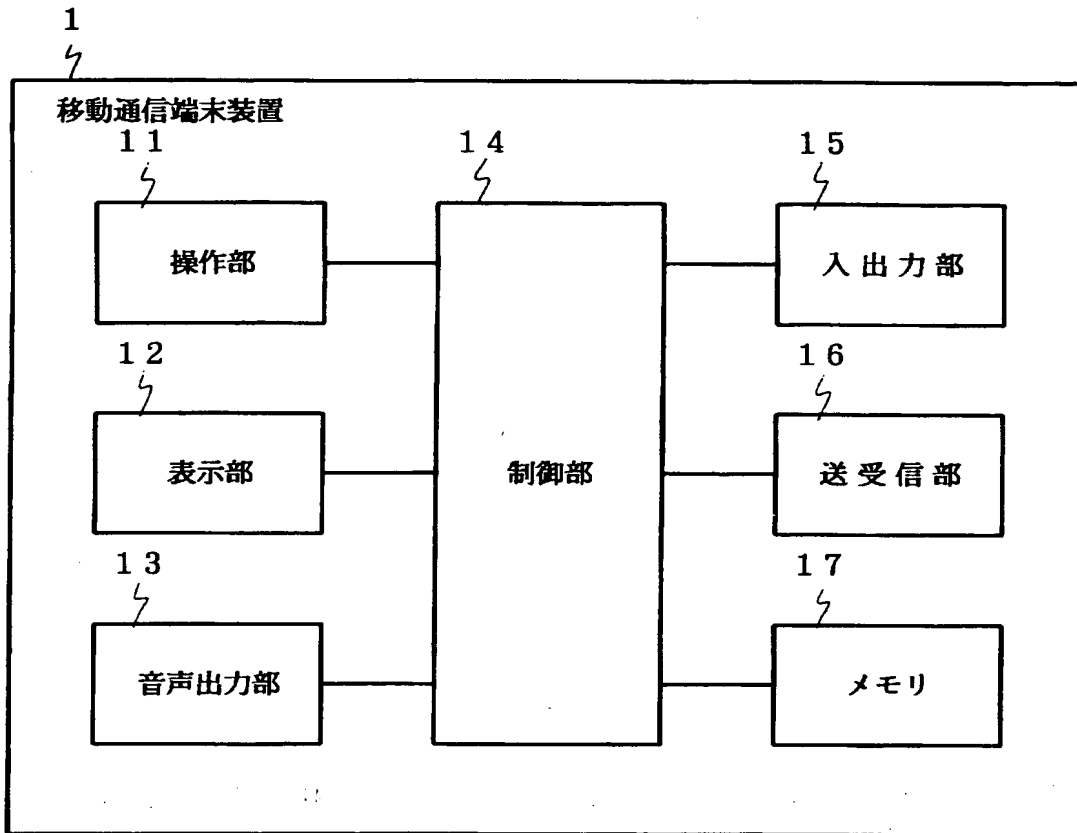 1
移動通信端末装置
11
14
15
操作部
入出力部
12
16
表示部
制御部
送受信部
13
17
音声出力部
メモリ